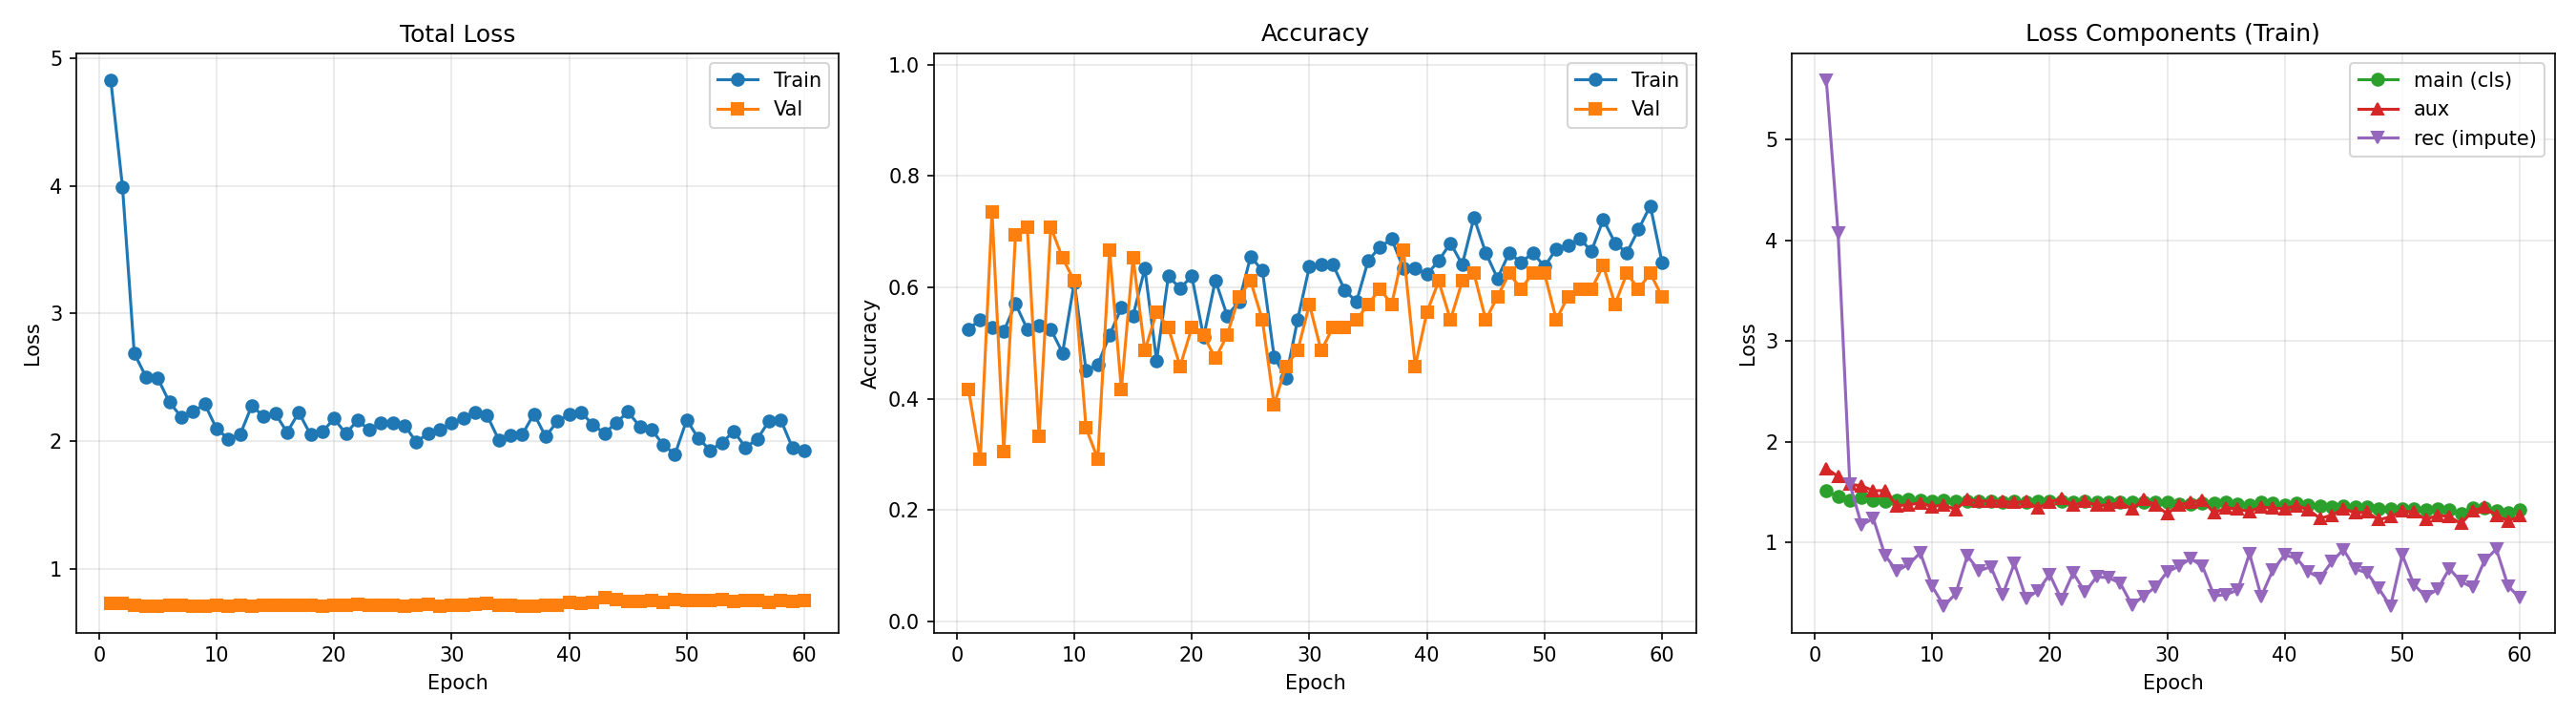 Total Loss
Train
Val
5
4
3
2
1
Loss
0 10 20 30 40 50 60
Epoch
Accuracy
Train
Val
1.0
0.8
0.6
0.4
0.2
0.0
Accuracy
0 10 20 30 40 50 60
Epoch
Loss Components (Train)
main (cls)
aux
rec (impute)
5
4
3
2
1
Loss
0 10 20 30 40 50 60
Epoch